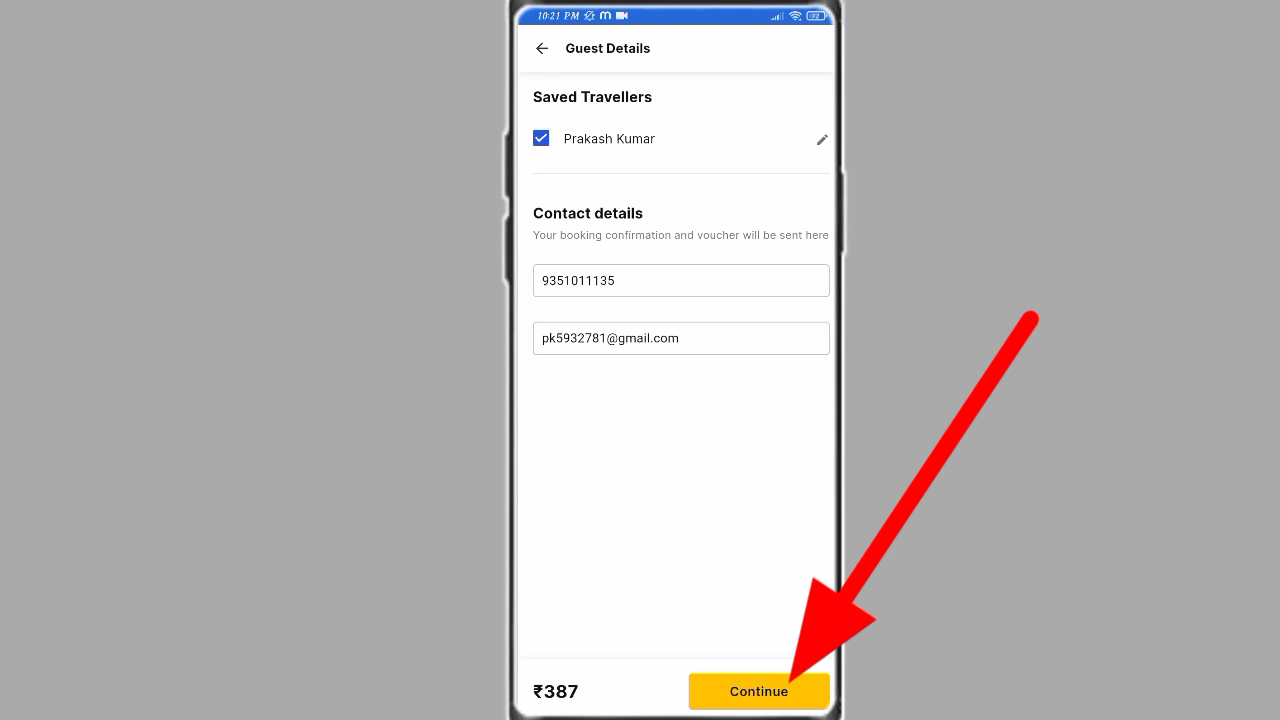 10:21 PM
Guest Details
Saved Travellers
Prakash Kumar
Contact details
Your booking confirmation and voucher will be sent here
9351011135
pk5932781@gmail.com
₹387
Continue